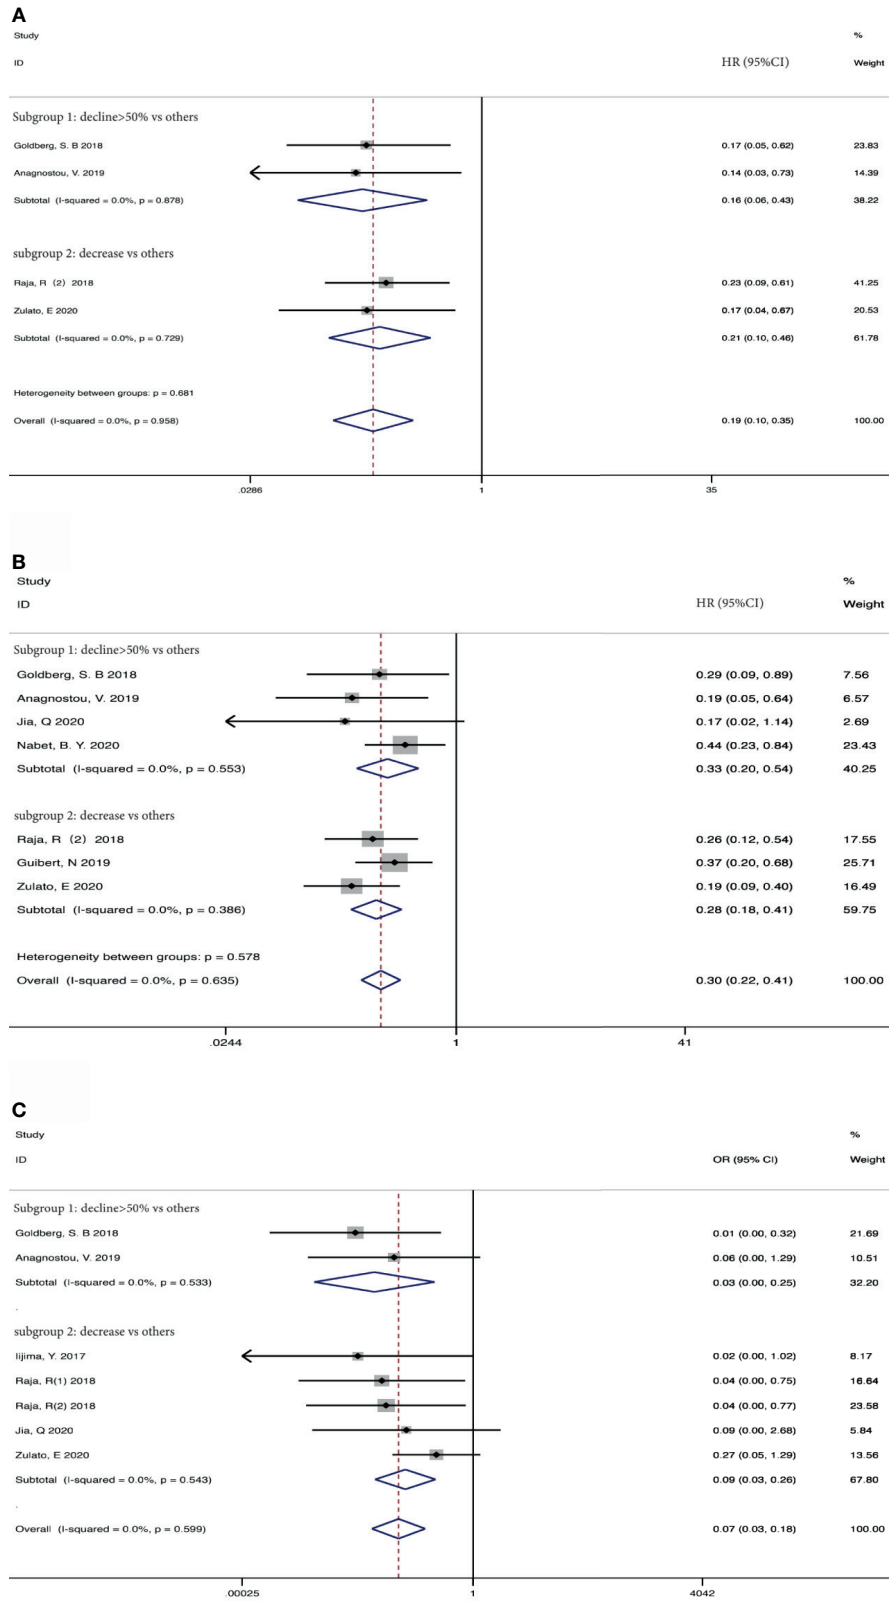 A
Study %
ID HR (95%CI) Weight
Subgroup 1: decline>50% vs others
Goldberg, S. B 2018 0.17 (0.05, 0.62) 23.83
Anagnostou, V. 2019 0.14 (0.03, 0.73) 14.39
Subtotal (I-squared = 0.0%, p = 0.878) 0.16 (0.06, 0.43) 38.22
subgroup 2: decrease vs others
Raja, R (2) 2018 0.23 (0.09, 0.61) 41.25
Zulato, E 2020 0.17 (0.04, 0.67) 20.53
Subtotal (I-squared = 0.0%, p = 0.729) 0.21 (0.10, 0.46) 61.78
Heterogeneity between groups: p = 0.681
Overall (I-squared = 0.0%, p = 0.958) 0.19 (0.10, 0.35) 100.00
.0286 1 35
B
Study %
ID HR (95%CI) Weight
Subgroup 1: decline>50% vs others
Goldberg, S. B 2018 0.29 (0.09, 0.89) 7.56
Anagnostou, V. 2019 0.19 (0.05, 0.64) 6.57
Jia, Q 2020 0.17 (0.02, 1.14) 2.69
Nabet, B. Y. 2020 0.44 (0.23, 0.84) 23.43
Subtotal (I-squared = 0.0%, p = 0.553) 0.33 (0.20, 0.54) 40.25
subgroup 2: decrease vs others
Raja, R (2) 2018 0.26 (0.12, 0.54) 17.55
Guibert, N 2019 0.37 (0.20, 0.68) 25.71
Zulato, E 2020 0.19 (0.09, 0.40) 16.49
Subtotal (I-squared = 0.0%, p = 0.386) 0.28 (0.18, 0.41) 59.75
Heterogeneity between groups: p = 0.578
Overall (I-squared = 0.0%, p = 0.635) 0.30 (0.22, 0.41) 100.00
.0244 1 41
C
Study %
ID OR (95% CI) Weight
Subgroup 1: decline>50% vs others
Goldberg, S. B 2018 0.01 (0.00, 0.32) 21.69
Anagnostou, V. 2019 0.06 (0.00, 1.29) 10.51
Subtotal (I-squared = 0.0%, p = 0.533) 0.03 (0.00, 0.25) 32.20
.
subgroup 2: decrease vs others
Iijima, Y. 2017 0.02 (0.00, 1.02) 8.17
Raja, R(1) 2018 0.04 (0.00, 0.75) 16.64
Raja, R(2) 2018 0.04 (0.00, 0.77) 23.58
Jia, Q 2020 0.09 (0.00, 2.68) 5.84
Zulato, E 2020 0.27 (0.05, 1.29) 13.56
Subtotal (I-squared = 0.0%, p = 0.543) 0.09 (0.03, 0.26) 67.80
.
Overall (I-squared = 0.0%, p = 0.599) 0.07 (0.03, 0.18) 100.00
.00025 1 4042